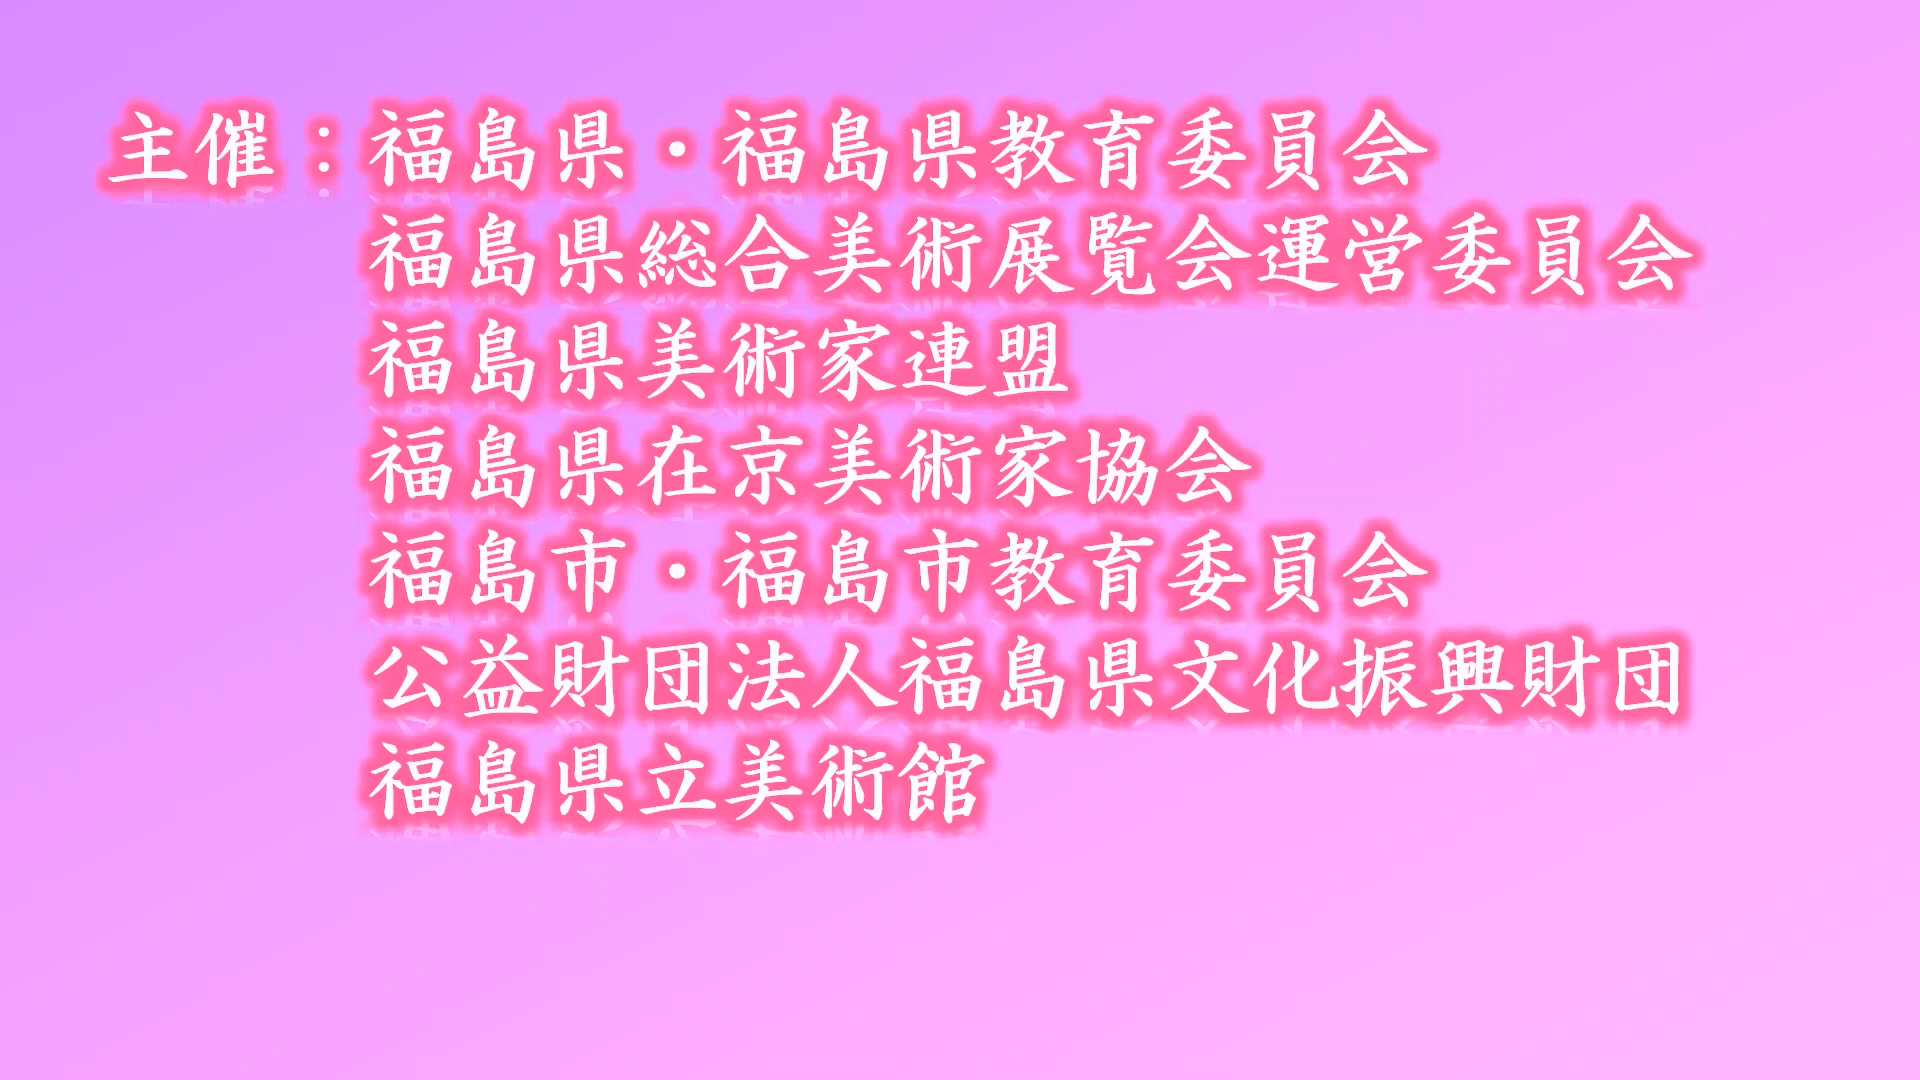 主催：福島県・福島県教育委員会
福島県総合美術展覧会運営委員会
福島県美術家連盟
福島県在京美術家協会
福島市・福島市教育委員会
公益財団法人福島県文化振興財団
福島県立美術館